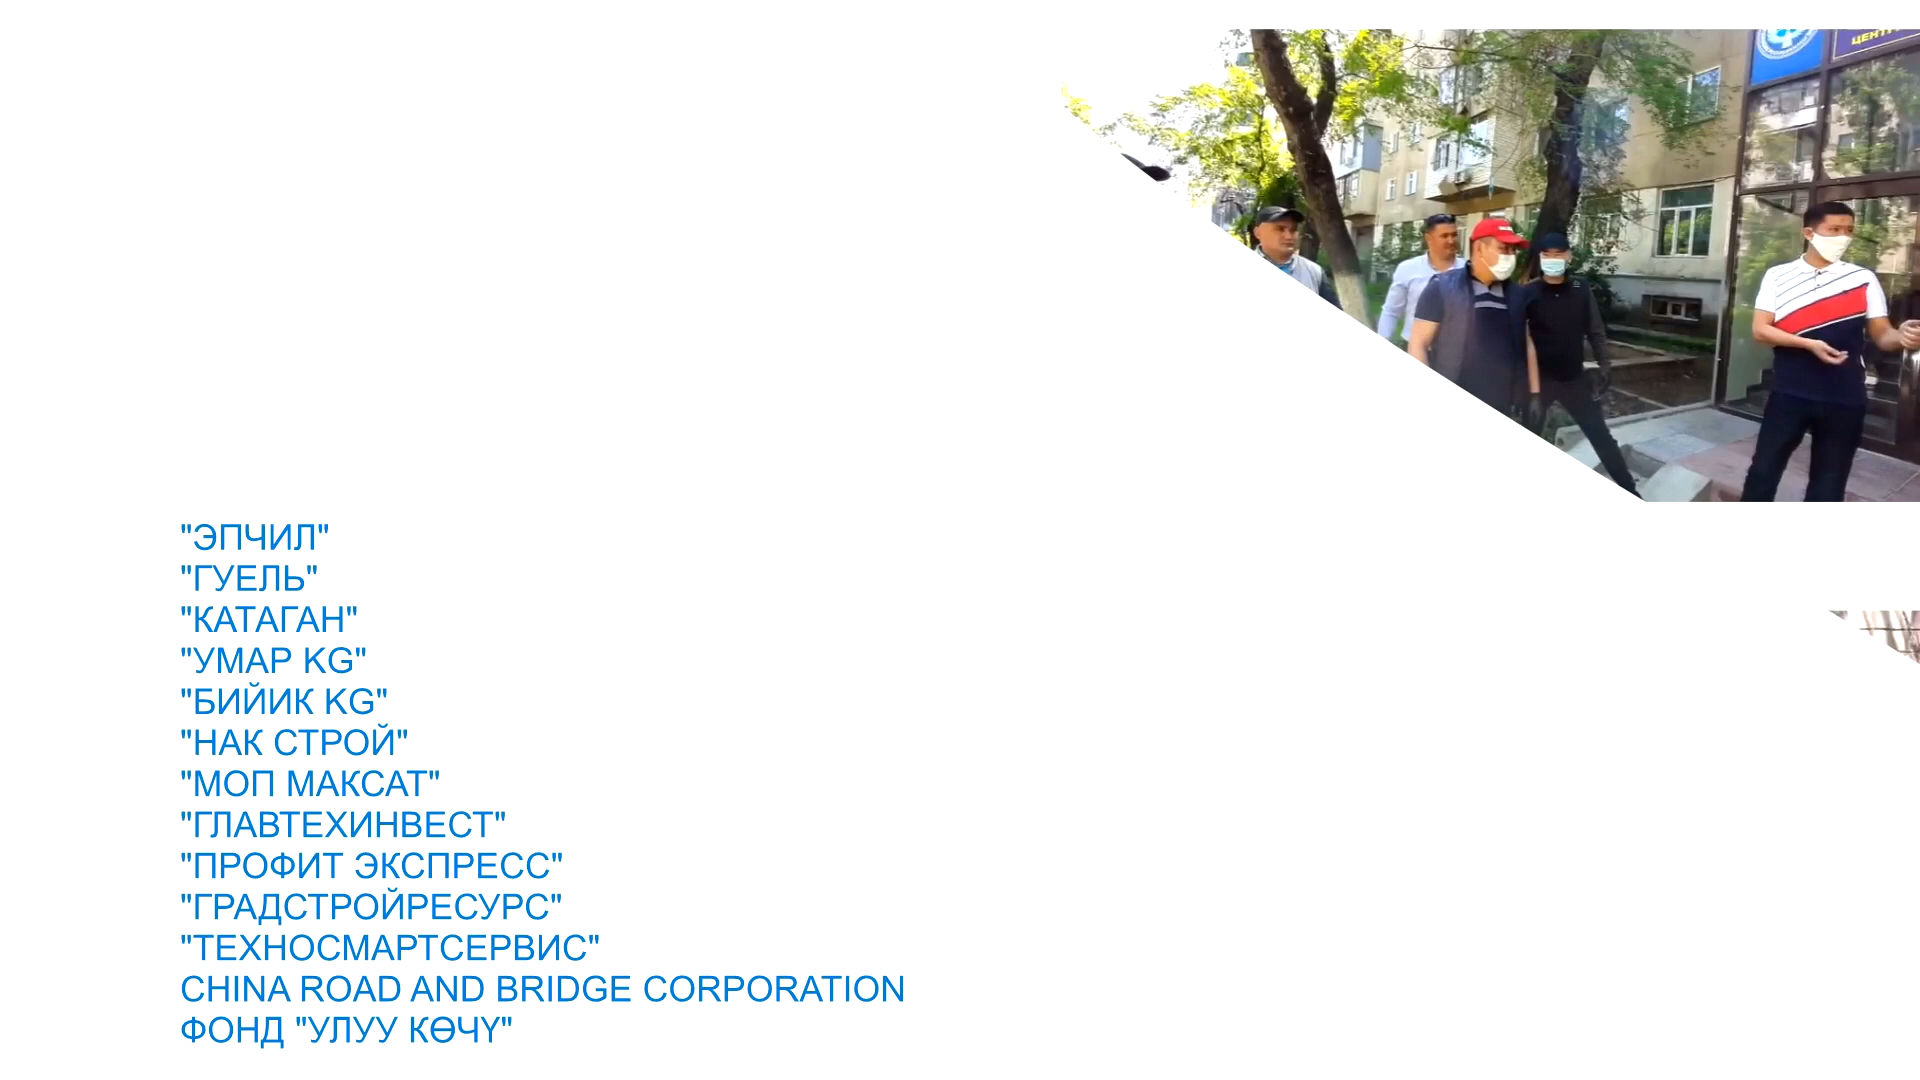 ЦЕНТ
"ЭПЧИЛ"
"ГУЕЛЬ"
"КАТАГАН"
"УМАР KG"
"БИЙИК KG"
"НАК СТРОЙ"
"МОП МАКСАТ"
"ГЛАВТЕХИНВЕСТ"
"ПРОФИТ ЭКСПРЕСС"
"ГРАДСТРОЙРЕСУРС"
"ТЕХНОСМАРТСЕРВИС"
CHINA ROAD AND BRIDGE CORPORATION
ФОНД "УЛУУ КӨЧҮ"